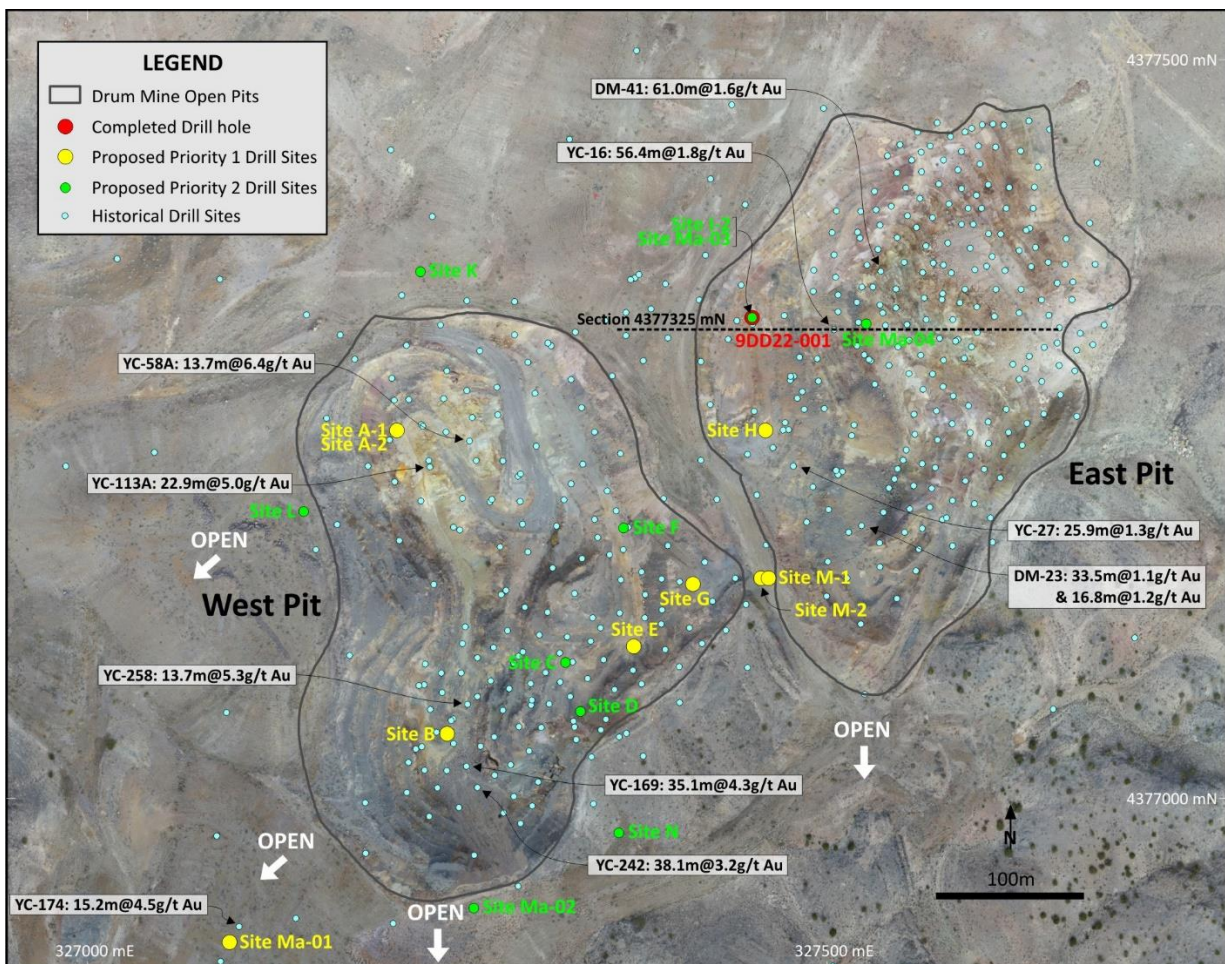 LEGEND
Drum Mine Open Pits
Completed Drill hole
Proposed Priority 1 Drill Sites
Proposed Priority 2 Drill Sites
Historical Drill Sites
4377500 mN
DM-41: 61.0m@1.6g/t Au
YC-16: 56.4m@1.8g/t Au
Site Ma-03
Site K
Section 4377325 mN
9DD22-001
Site Ma-04
YC-58A: 13.7m@6.4g/t Au
Site A-1
Site A-2
Site H
YC-113A: 22.9m@5.0g/t Au
East Pit
Site L
OPEN
Site F
YC-27: 25.9m@1.3g/t Au
West Pit
Site G
Site M-1
Site M-2
DM-23: 33.5m@1.1g/t Au
& 16.8m@1.2g/t Au
Site E
Site C
YC-258: 13.7m@5.3g/t Au
Site D
Site B
OPEN
YC-169: 35.1m@4.3g/t Au
4377000 mN
Site N
OPEN
N
YC-242: 38.1m@3.2g/t Au
100m
YC-174: 15.2m@4.5g/t Au
Site Ma-02
OPEN
Site Ma-01
327000 mE
327500 mE